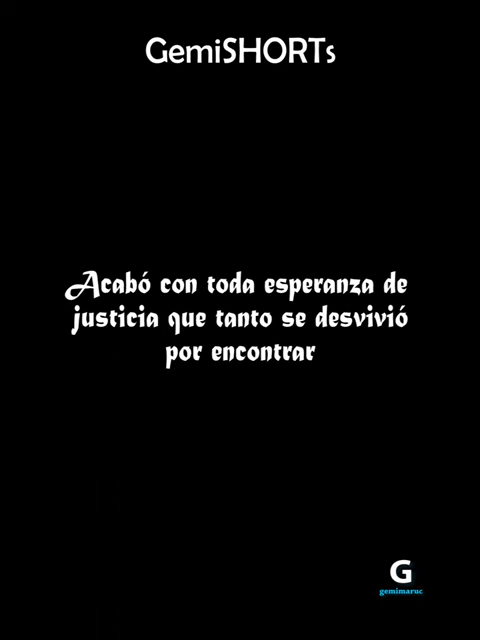 GemiSHORTs
Acabó con toda esperanza de
justicia que tanto se desvivió
por encontrar
G
gemimaruc